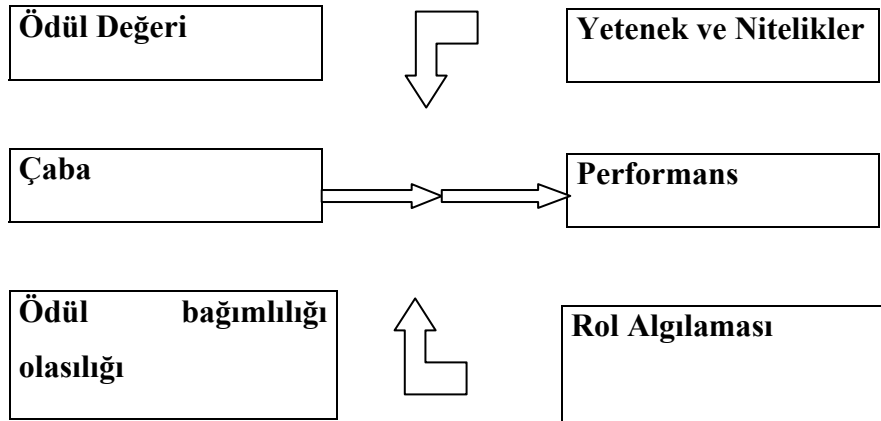 Ödül Değeri
Yetenek ve Nitelikler
Çaba
Performans
Ödül bağımlılığı
olasılığı
Rol Algılaması